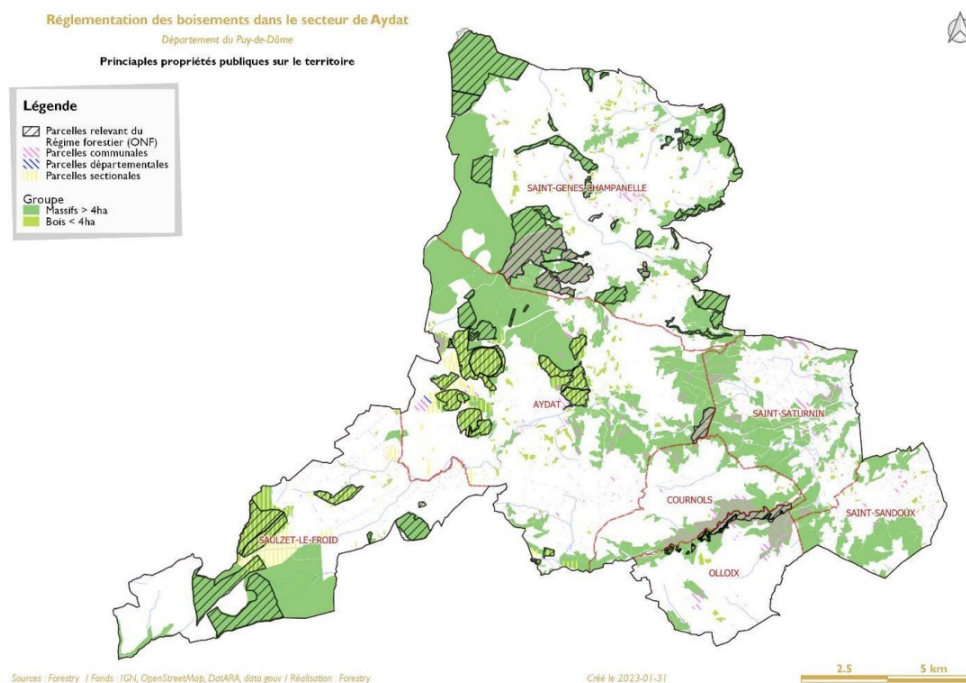 Réglementation des boisements dans le secteur de Aydat
Département du Puy-de-Dôme
Princiaples propriétés publiques sur le territoire
Légende
Parcelles relevant du
Régime forestier (ONF)
Parcelles communales
Parcelles départementales
Parcelles sectionales
Groupe
Massifs > 4ha
Bois < 4ha
SAINT-GENES-CHAMPANELLE
AYDAT
SAINT-SATURNIN
COURNOLS
SAINT-SANDOUX
SAULZET-LE-FROID
OLLOIX
Sources : Forestry / Fonds : IGN, OpenStreetMap, DatARA, data.gouv / Réalisation : Forestry
Créé le 2023-01-31
2.5 5 km